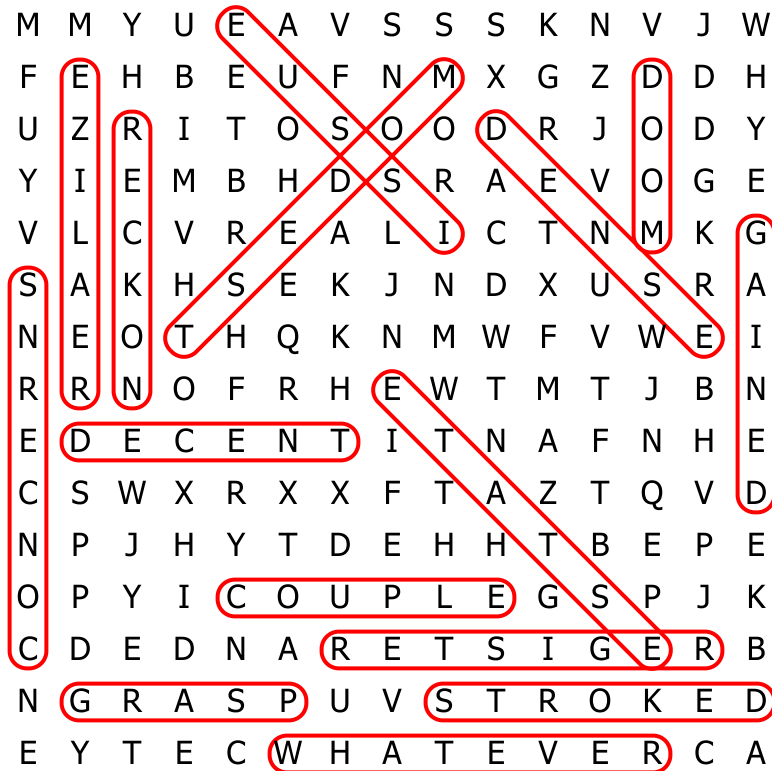 M M Y U E A V S S S K N V J W
F E H B E U F N M X G Z D D H
U Z R I T O S O O D R J O D Y
Y I E M B H D S R A E V O G E
V L C V R E A L I C T N M K G
S A K H S E K J N D X U S R A
N E O T H Q K N M W F V W E I
R R N O F R H E W T M T J B N
E D E C E N T I T N A F N H E
C S W X R X X F T A Z T Q V D
N P J H Y T D E H H T B E P E
O P Y I C O U P L E G S P J K
C D E D N A R E T S I G E R B
N G R A S P U V S T R O K E D
E Y T E C W H A T E V E R C A